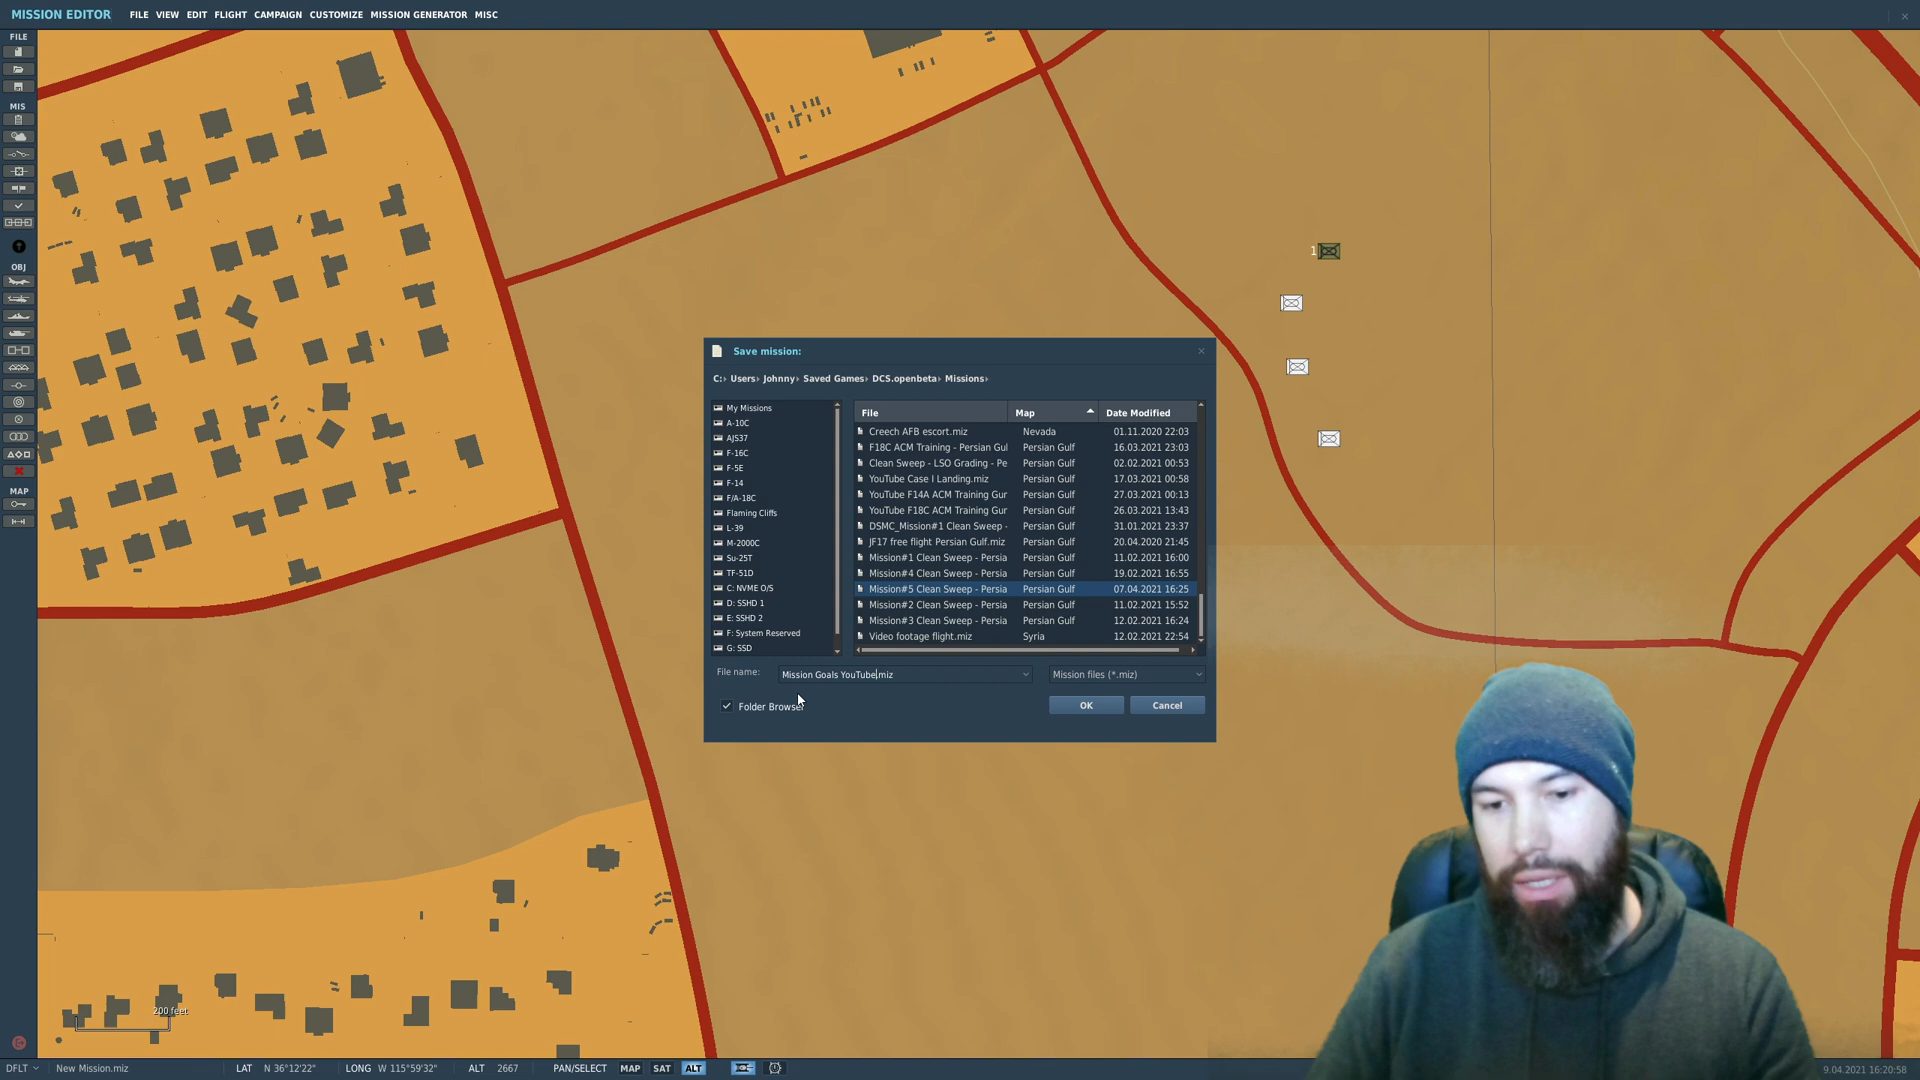 MISSION EDITOR
FILE VIEW EDIT FLIGHT CAMPAIGN CUSTOMIZE MISSION GENERATOR MISC
FILE
MIS
OBJ
MAP
1
Save mission:
C: Users Johnny Saved Games DCS.openbeta Missions
My Missions
A-10C
AJS37
F-16C
F-5E
F-14
F/A-18C
Flaming Cliffs
L-39
M-2000C
Su-25T
TF-51D
C: NVME O/S
D: SSHD 1
E: SSHD 2
F: System Reserved
G: SSD
File Map Date Modified
Creech AFB escort.miz Nevada 01.11.2020 22:03
F18C ACM Training - Persian Gul Persian Gulf 16.03.2021 23:03
Clean Sweep - LSO Grading - Pe Persian Gulf 02.02.2021 00:53
YouTube Case I Landing.miz Persian Gulf 17.03.2021 00:58
YouTube F14A ACM Training Gur Persian Gulf 27.03.2021 00:13
YouTube F18C ACM Training Gur Persian Gulf 26.03.2021 13:43
DSMC_Mission#1 Clean Sweep - Persian Gulf 31.01.2021 23:37
JF17 free flight Persian Gulf.miz Persian Gulf 20.04.2020 21:45
Mission#1 Clean Sweep - Persia Persian Gulf 11.02.2021 16:00
Mission#4 Clean Sweep - Persia Persian Gulf 19.02.2021 16:55
Mission#5 Clean Sweep - Persia Persian Gulf 07.04.2021 16:25
Mission#2 Clean Sweep - Persia Persian Gulf 11.02.2021 15:52
Mission#3 Clean Sweep - Persia Persian Gulf 12.02.2021 16:24
Video footage flight.miz Syria 12.02.2021 22:54
File name: Mission Goals YouTube.miz Mission files (*.miz)
Folder Browser OK Cancel
200 feet
DFLT New Mission.miz LAT N 36°12'22" LONG W 115°59'32" ALT 2667 PAN/SELECT MAP SAT ALT 9.04.2021 16:20:58